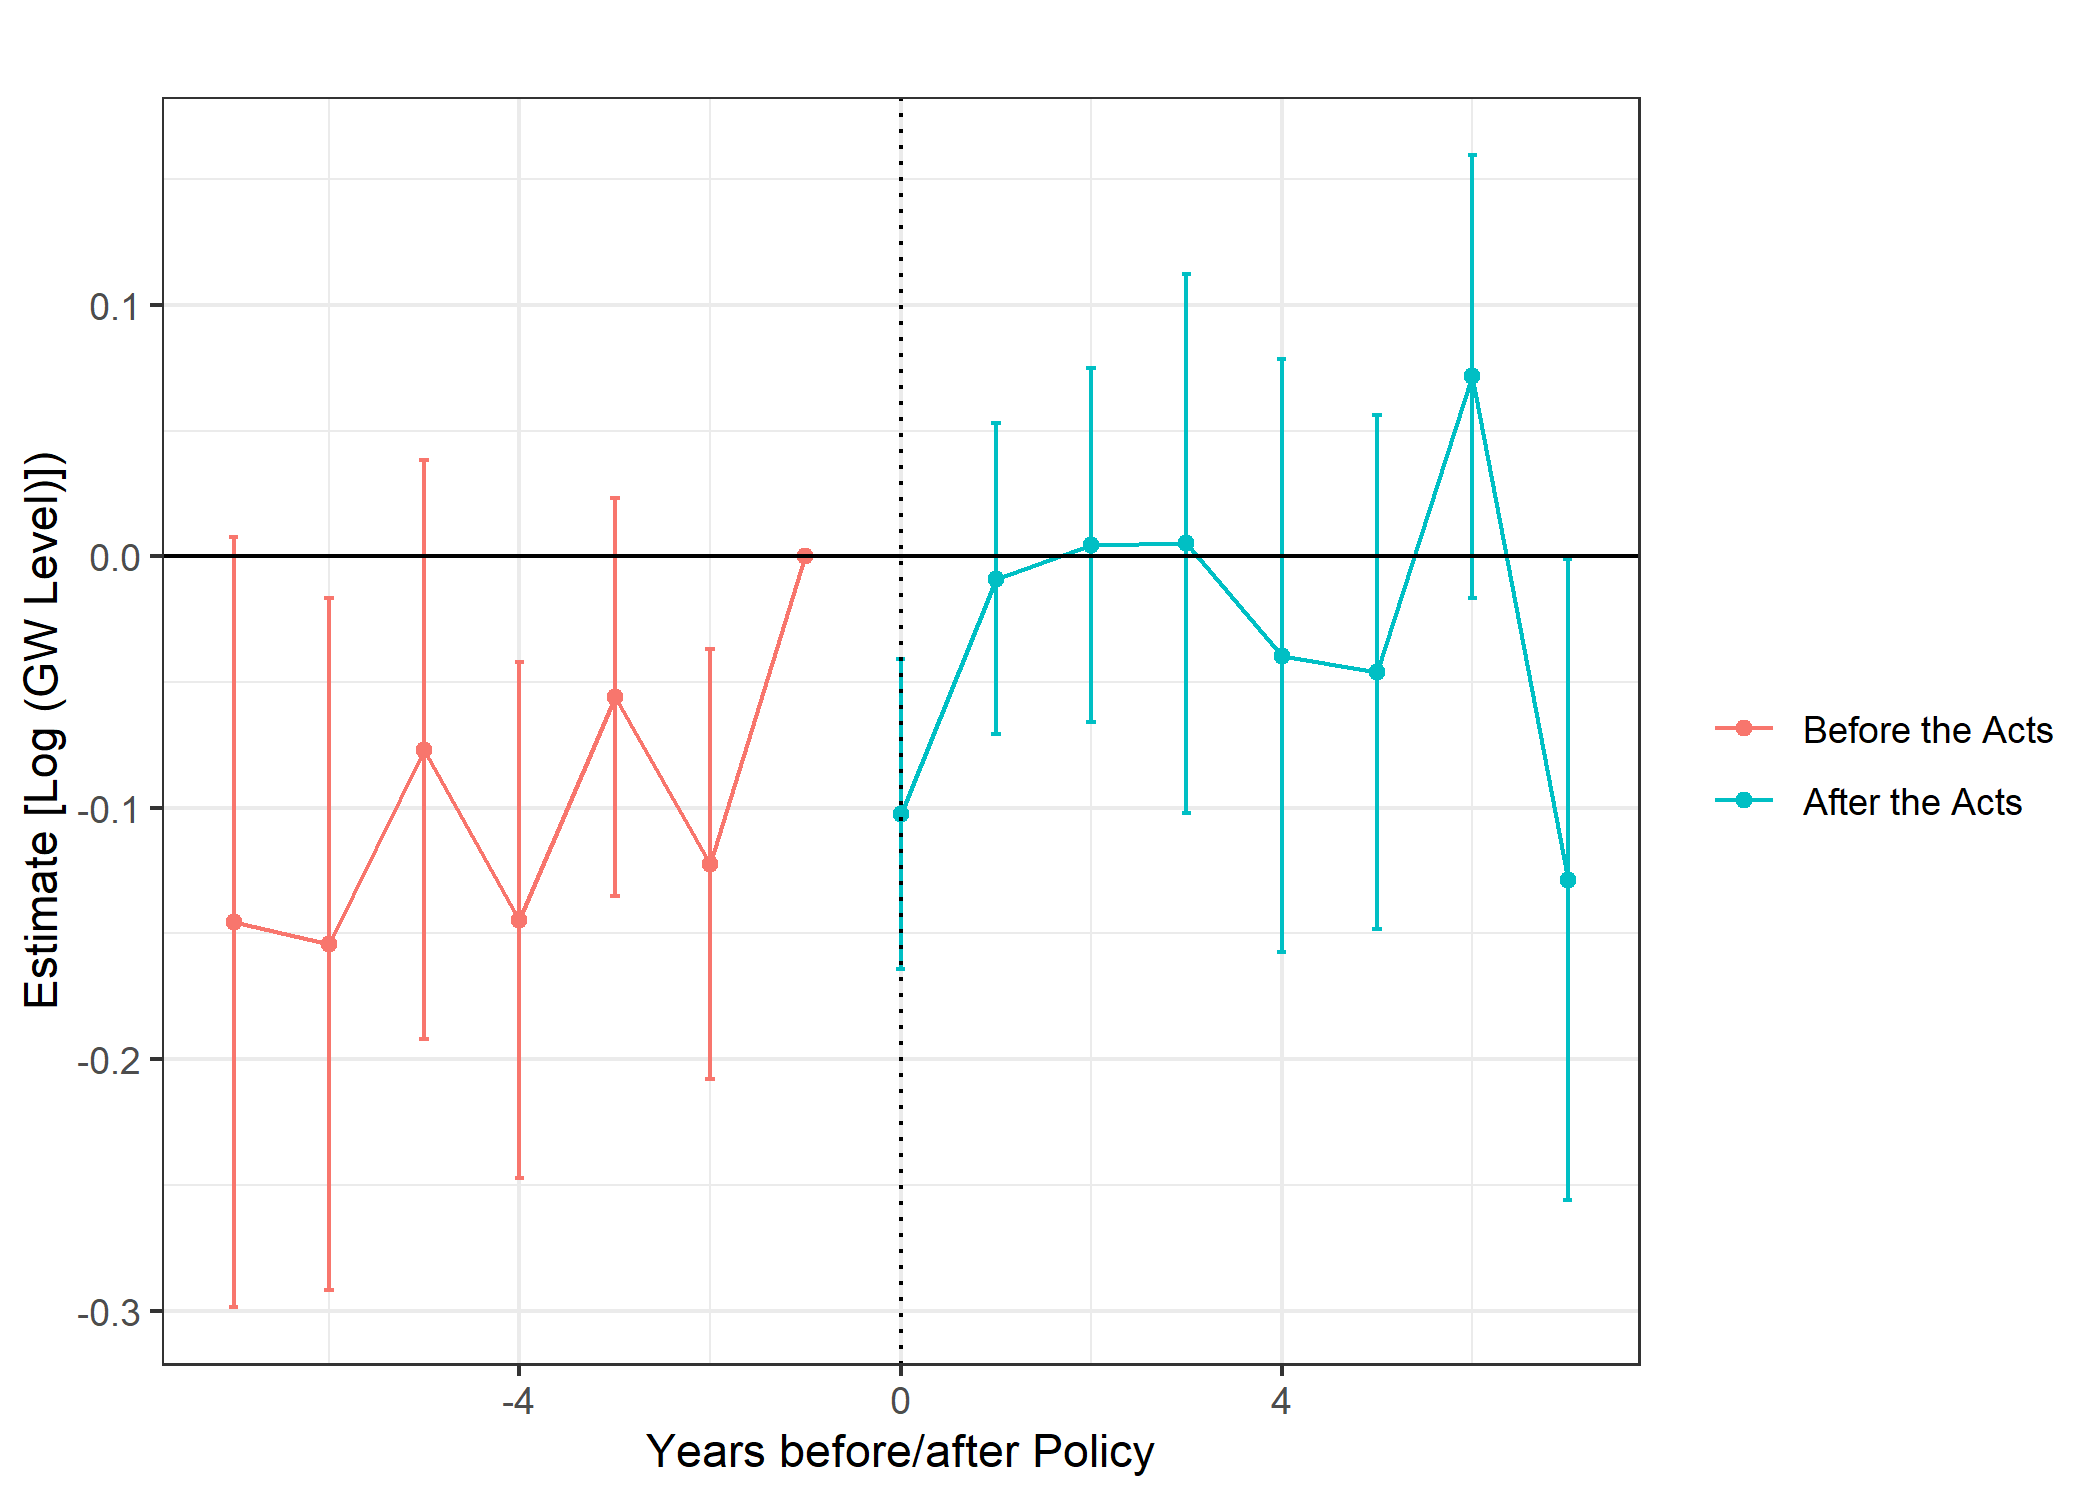 0.1
0.0
-0.1
-0.2
-0.3
Estimate [Log (GW Level)])
-4
0
4
Years before/after Policy
Before the Acts
After the Acts